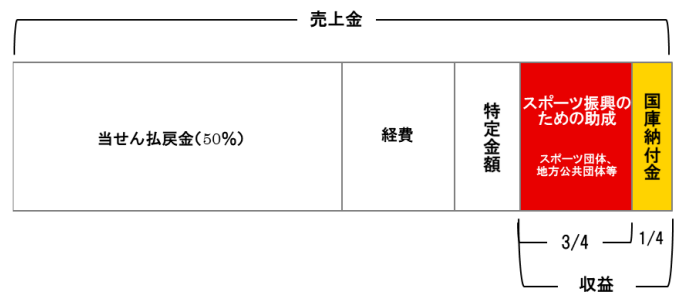 売上金
当せん払戻金(50%)
経費
特定金額
スポーツ振興の
ための助成
スポーツ団体、
地方公共団体等
国庫納付金
3/4
1/4
収益